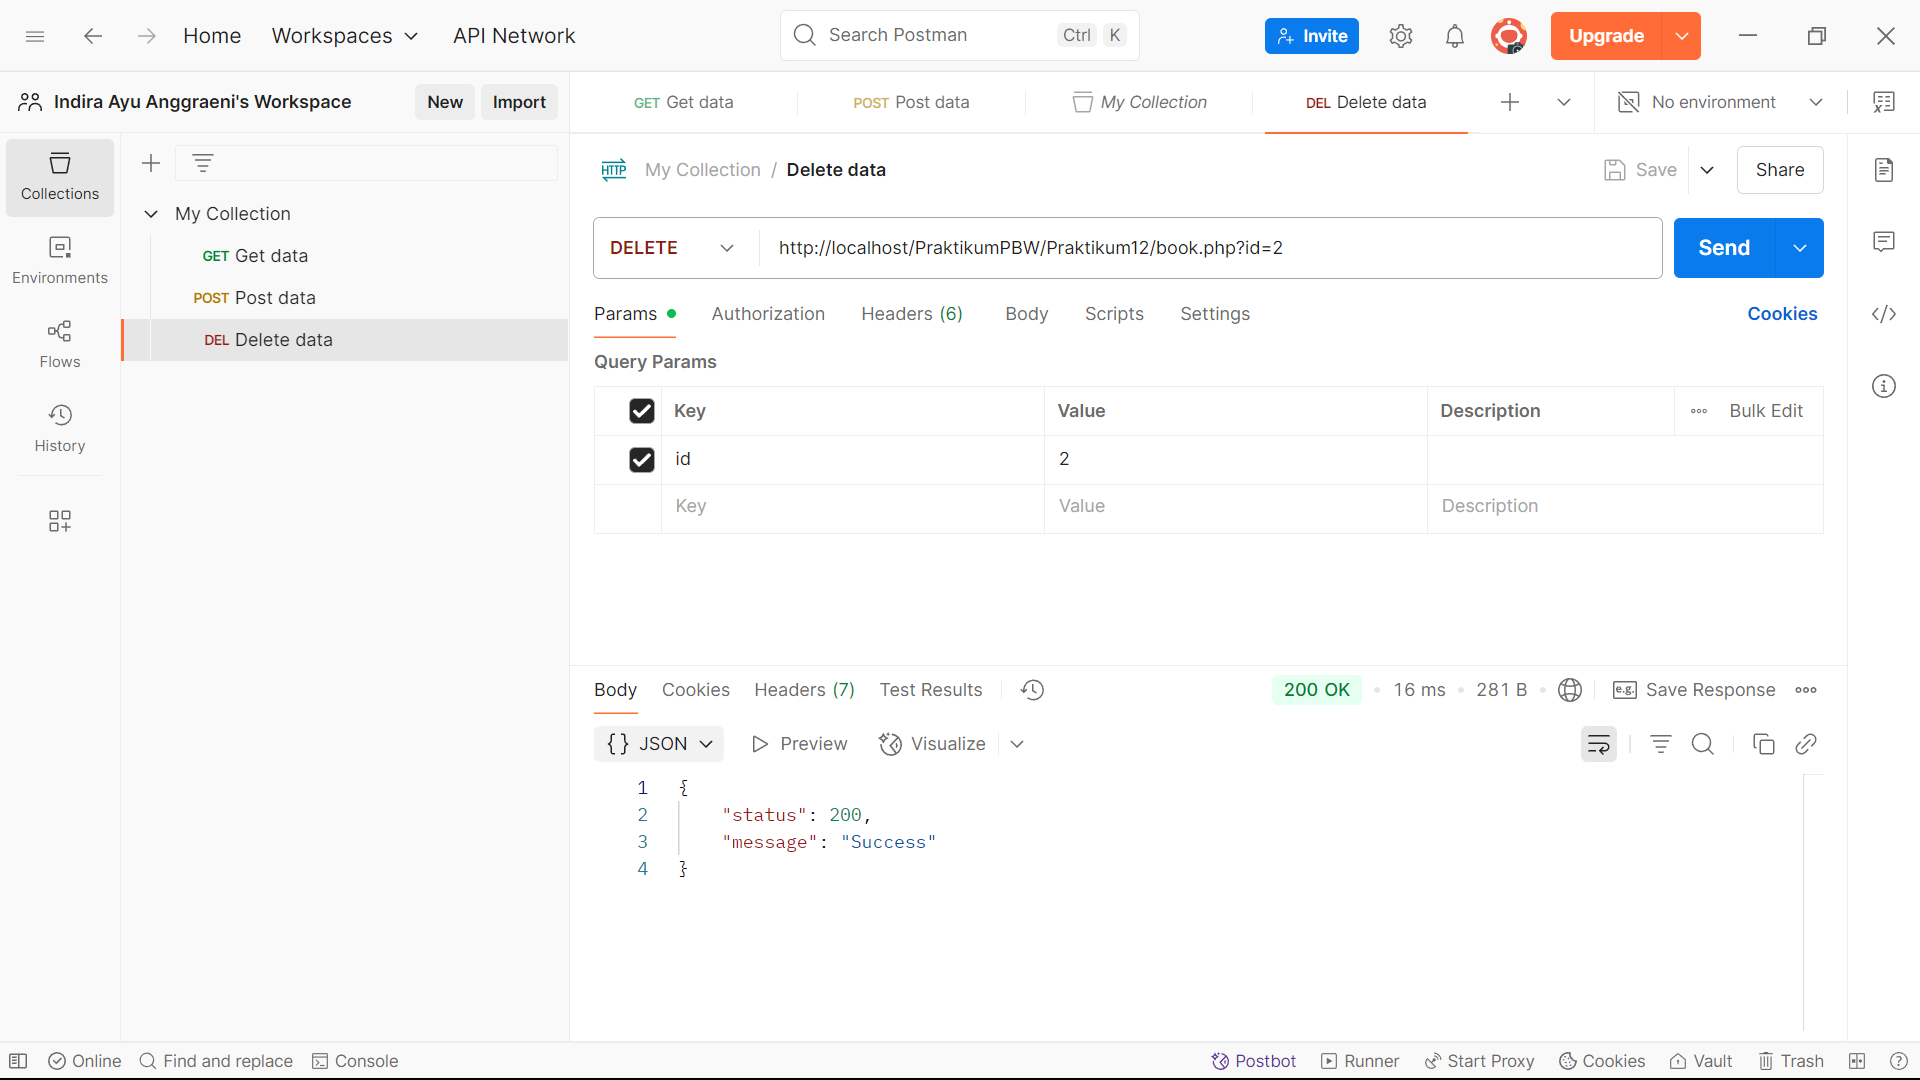 Home
Workspaces
API Network
Search Postman
Ctrl K
Invite
Upgrade
Indira Ayu Anggraeni's Workspace
New
Import
GET Get data
POST Post data
My Collection
DEL Delete data
No environment
Collections
Environments
Flows
History
My Collection
GET Get data
POST Post data
DEL Delete data
HTTP My Collection / Delete data
Save
Share
DELETE
http://localhost/PraktikumPBW/Praktikum12/book.php?id=2
Send
Params
Authorization
Headers (6)
Body
Scripts
Settings
Cookies
Query Params
Key Value Description Bulk Edit
id 2
Key Value Description
Body
Cookies
Headers (7)
Test Results
200 OK
16 ms
281 B
e.g. Save Response
{} JSON
Preview
Visualize
1 {
2 "status": 200,
3 "message": "Success"
4 }
Online
Find and replace
Console
Postbot
Runner
Start Proxy
Cookies
Vault
Trash